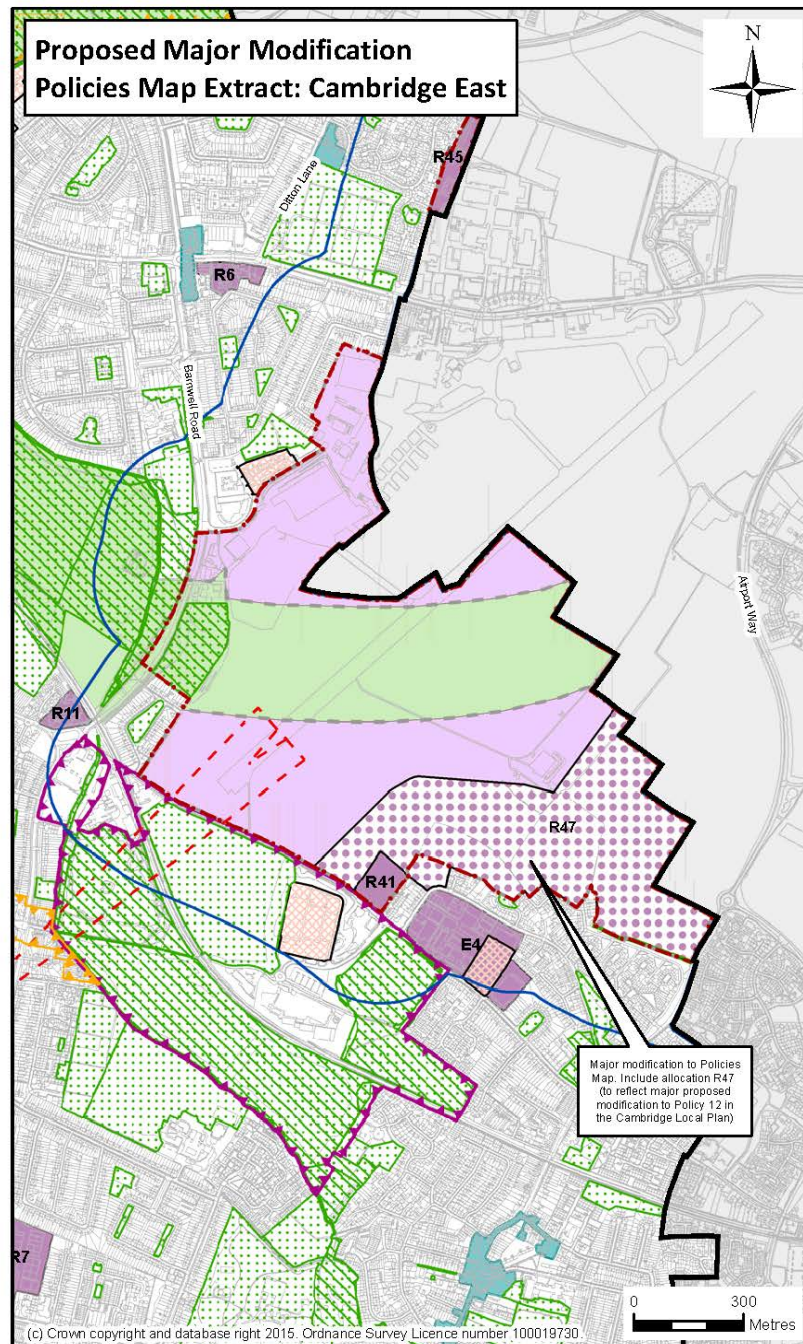 Proposed Major Modification
Policies Map Extract: Cambridge East
N
R45
Ditton Lane
R6
Barnwell Road
Airport Way
R11
R47
R41
E4
Major modification to Policies
Map. Include allocation R47
(to reflect major proposed
modification to Policy 12 in
the Cambridge Local Plan)
R7
0 300
Metres
(c) Crown copyright and database right 2015. Ordnance Survey Licence number 100019730.